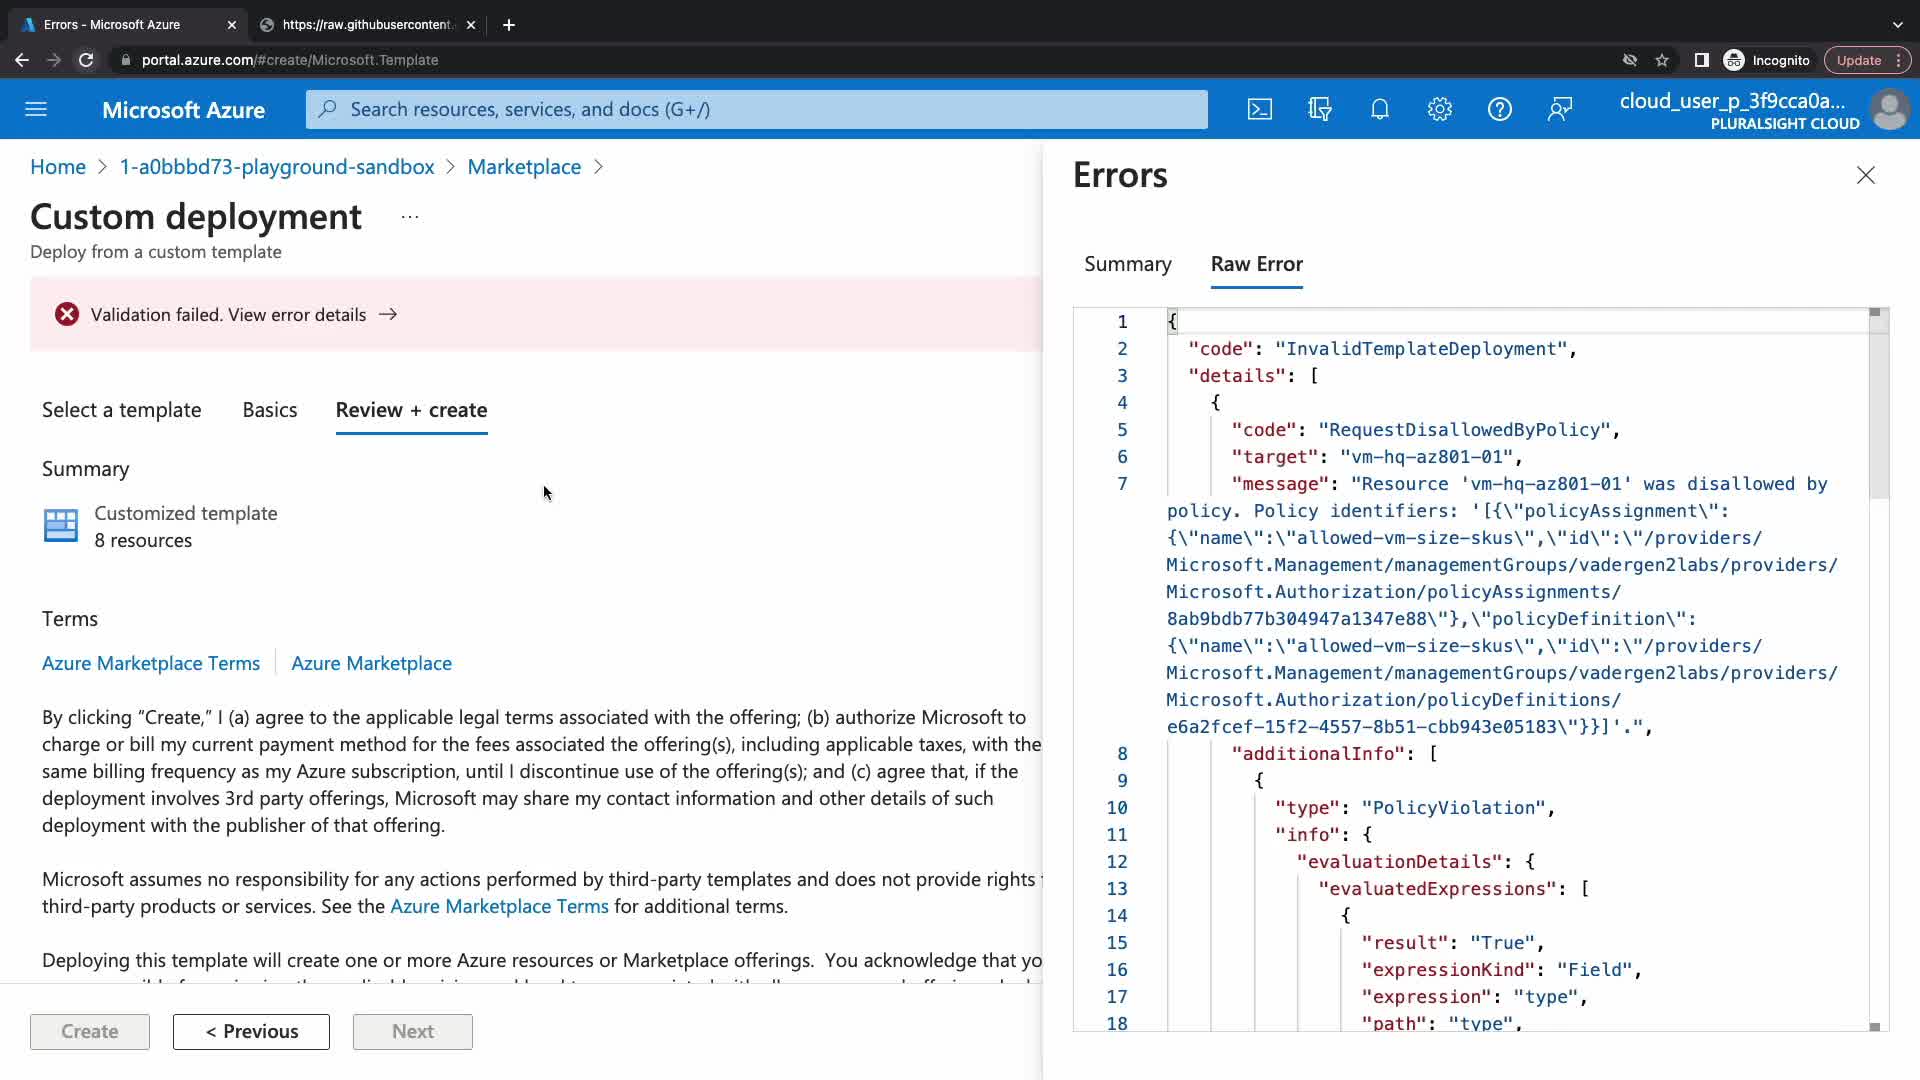 Errors - Microsoft Azure
https://raw.githubusercontent.
portal.azure.com/#create/Microsoft.Template
Incognito
Update
Microsoft Azure
Search resources, services, and docs (G+/)
cloud_user_p_3f9cca0a...
PLURALSIGHT CLOUD
Home > 1-a0bbbd73-playground-sandbox > Marketplace >
Custom deployment ...
Deploy from a custom template
Validation failed. View error details →
Select a template
Basics
Review + create
Summary
Customized template
8 resources
Terms
Azure Marketplace Terms | Azure Marketplace
By clicking “Create,” I (a) agree to the applicable legal terms associated with the offering; (b) authorize Microsoft to
charge or bill my current payment method for the fees associated the offering(s), including applicable taxes, with the
same billing frequency as my Azure subscription, until I discontinue use of the offering(s); and (c) agree that, if the
deployment involves 3rd party offerings, Microsoft may share my contact information and other details of such
deployment with the publisher of that offering.
Microsoft assumes no responsibility for any actions performed by third-party templates and does not provide rights
third-party products or services. See the Azure Marketplace Terms for additional terms.
Deploying this template will create one or more Azure resources or Marketplace offerings. You acknowledge that yo
Create
< Previous
Next
Errors
Summary
Raw Error
1 {
2 "code": "InvalidTemplateDeployment",
3 "details": [
4 {
5 "code": "RequestDisallowedByPolicy",
6 "target": "vm-hq-az801-01",
7 "message": "Resource 'vm-hq-az801-01' was disallowed by
policy. Policy identifiers: '[{\"policyAssignment\":
{\"name\":\"allowed-vm-size-skus\",\"id\":\"/providers/
Microsoft.Management/managementGroups/vadergen2labs/providers/
Microsoft.Authorization/policyAssignments/
8ab9bdb77b304947a1347e88\"},\"policyDefinition\":
{\"name\":\"allowed-vm-size-skus\",\"id\":\"/providers/
Microsoft.Management/managementGroups/vadergen2labs/providers/
Microsoft.Authorization/policyDefinitions/
e6a2fcef-15f2-4557-8b51-cbb943e05183\"}}]'.",
8 "additionalInfo": [
9 {
10 "type": "PolicyViolation",
11 "info": {
12 "evaluationDetails": {
13 "evaluatedExpressions": [
14 {
15 "result": "True",
16 "expressionKind": "Field",
17 "expression": "type",
18 "path": "type",